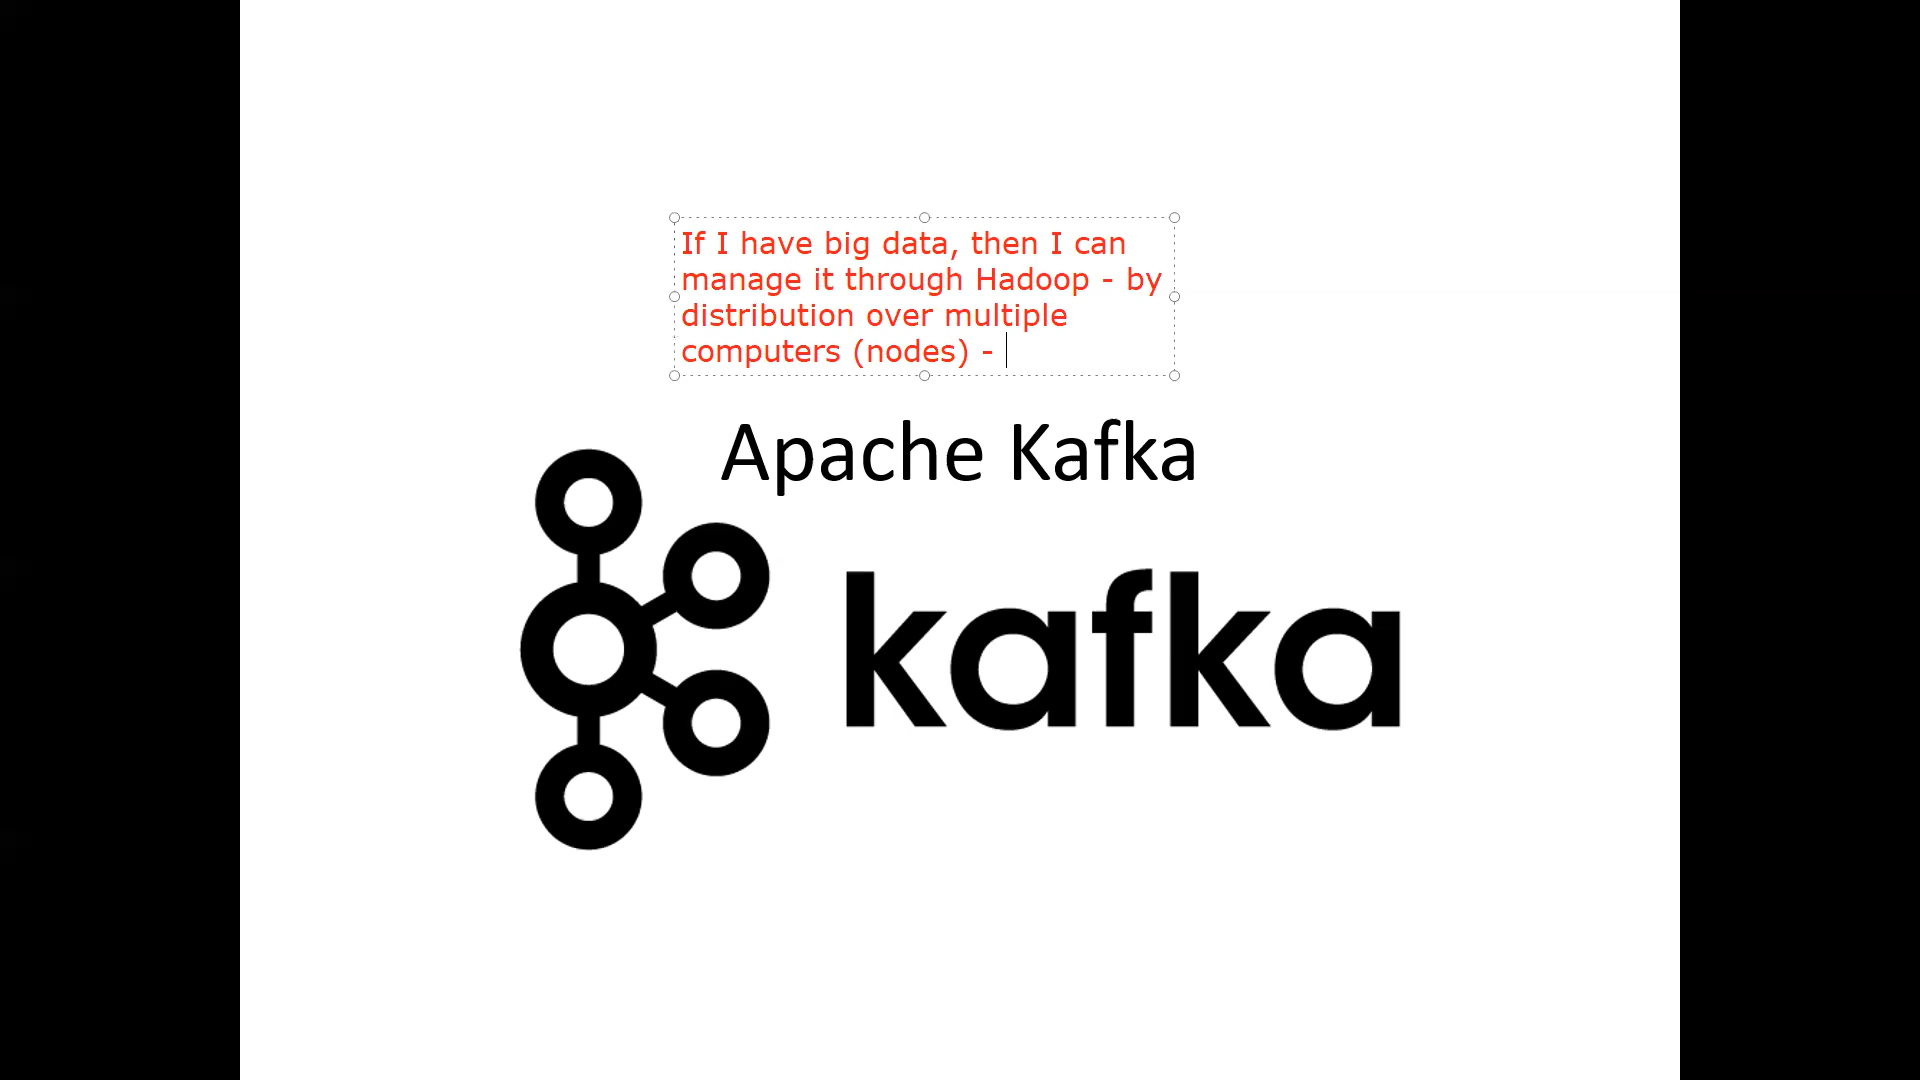 If I have big data, then I can
manage it through Hadoop - by
distribution over multiple
computers (nodes) -
Apache Kafka
kafka